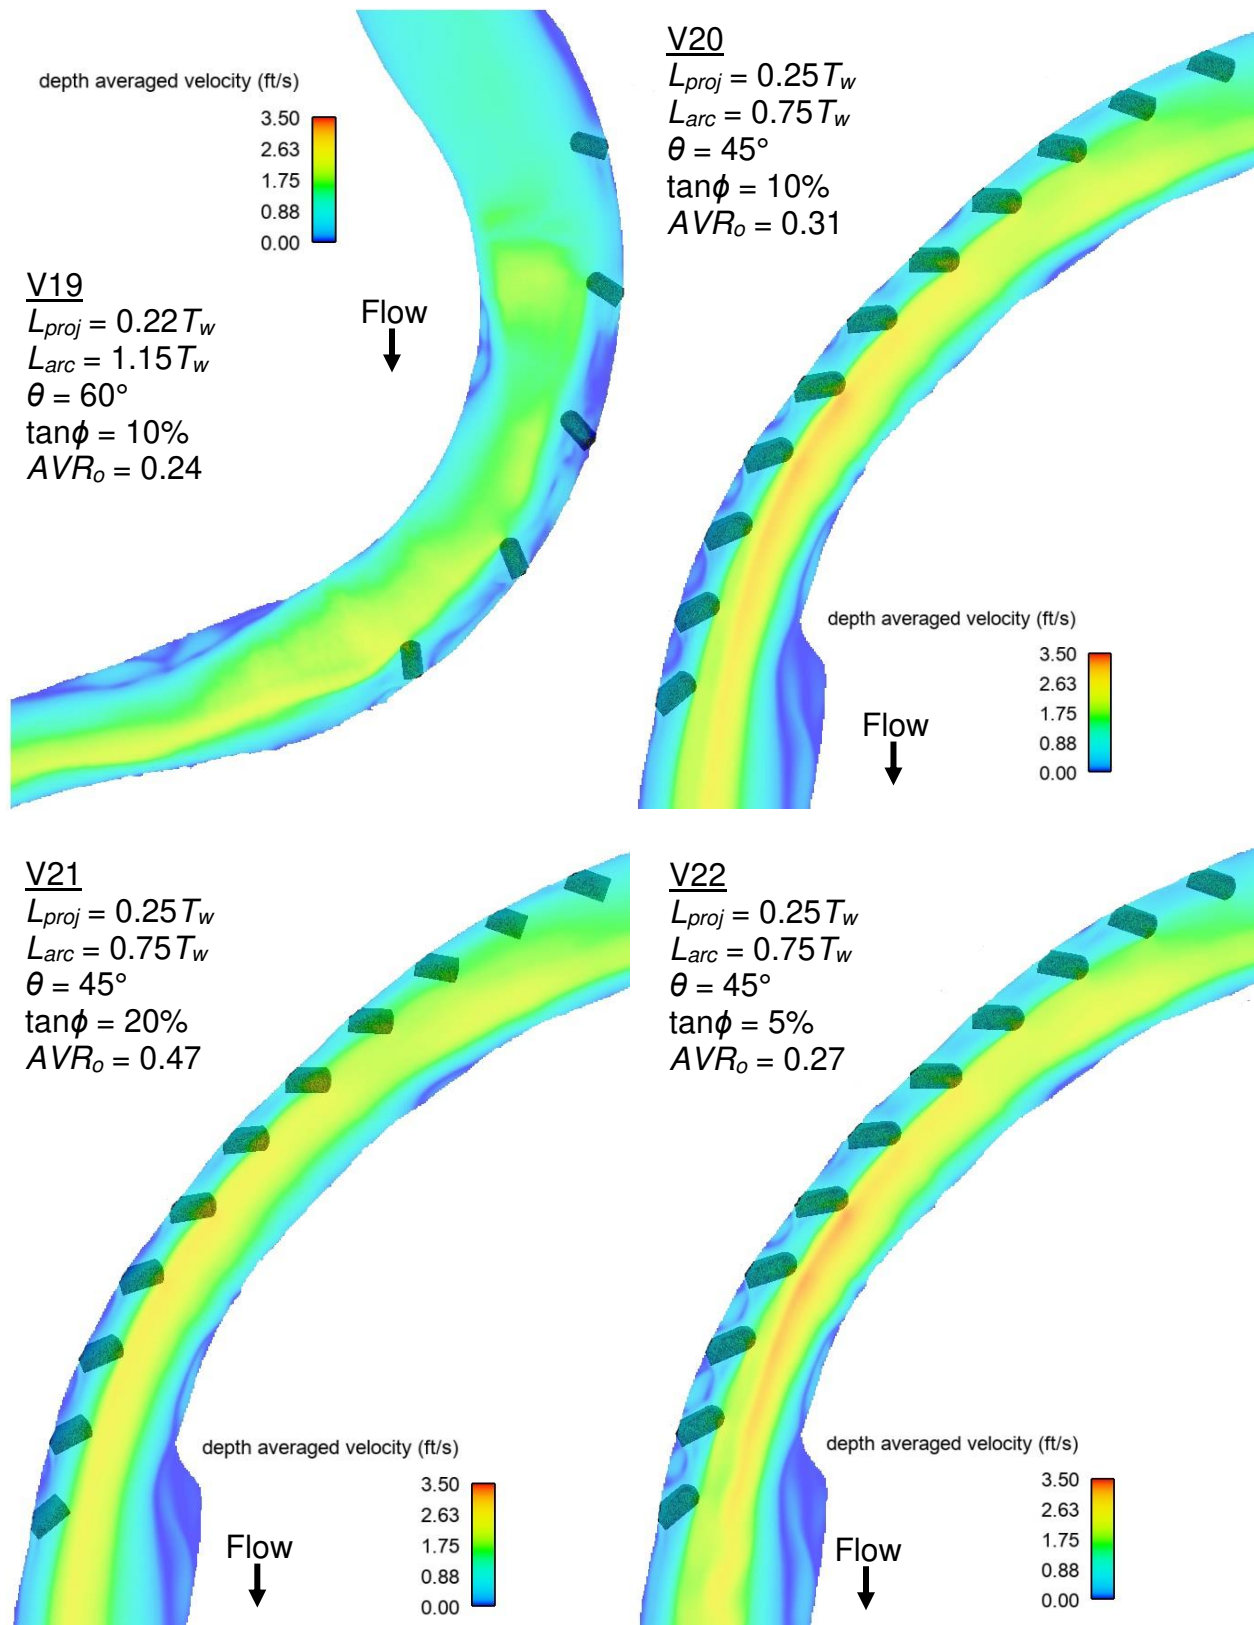 depth averaged velocity (ft/s)
3.50
2.63
1.75
0.88
0.00
V19
Lproj = 0.22Tw
Larc = 1.15Tw
θ = 60°
tanϕ = 10%
AVRo = 0.24
Flow
V20
Lproj = 0.25Tw
Larc = 0.75Tw
θ = 45°
tanϕ = 10%
AVRo = 0.31
depth averaged velocity (ft/s)
3.50
2.63
1.75
0.88
0.00
Flow
V21
Lproj = 0.25Tw
Larc = 0.75Tw
θ = 45°
tanϕ = 20%
AVRo = 0.47
depth averaged velocity (ft/s)
3.50
2.63
1.75
0.88
0.00
Flow
V22
Lproj = 0.25Tw
Larc = 0.75Tw
θ = 45°
tanϕ = 5%
AVRo = 0.27
depth averaged velocity (ft/s)
3.50
2.63
1.75
0.88
0.00
Flow